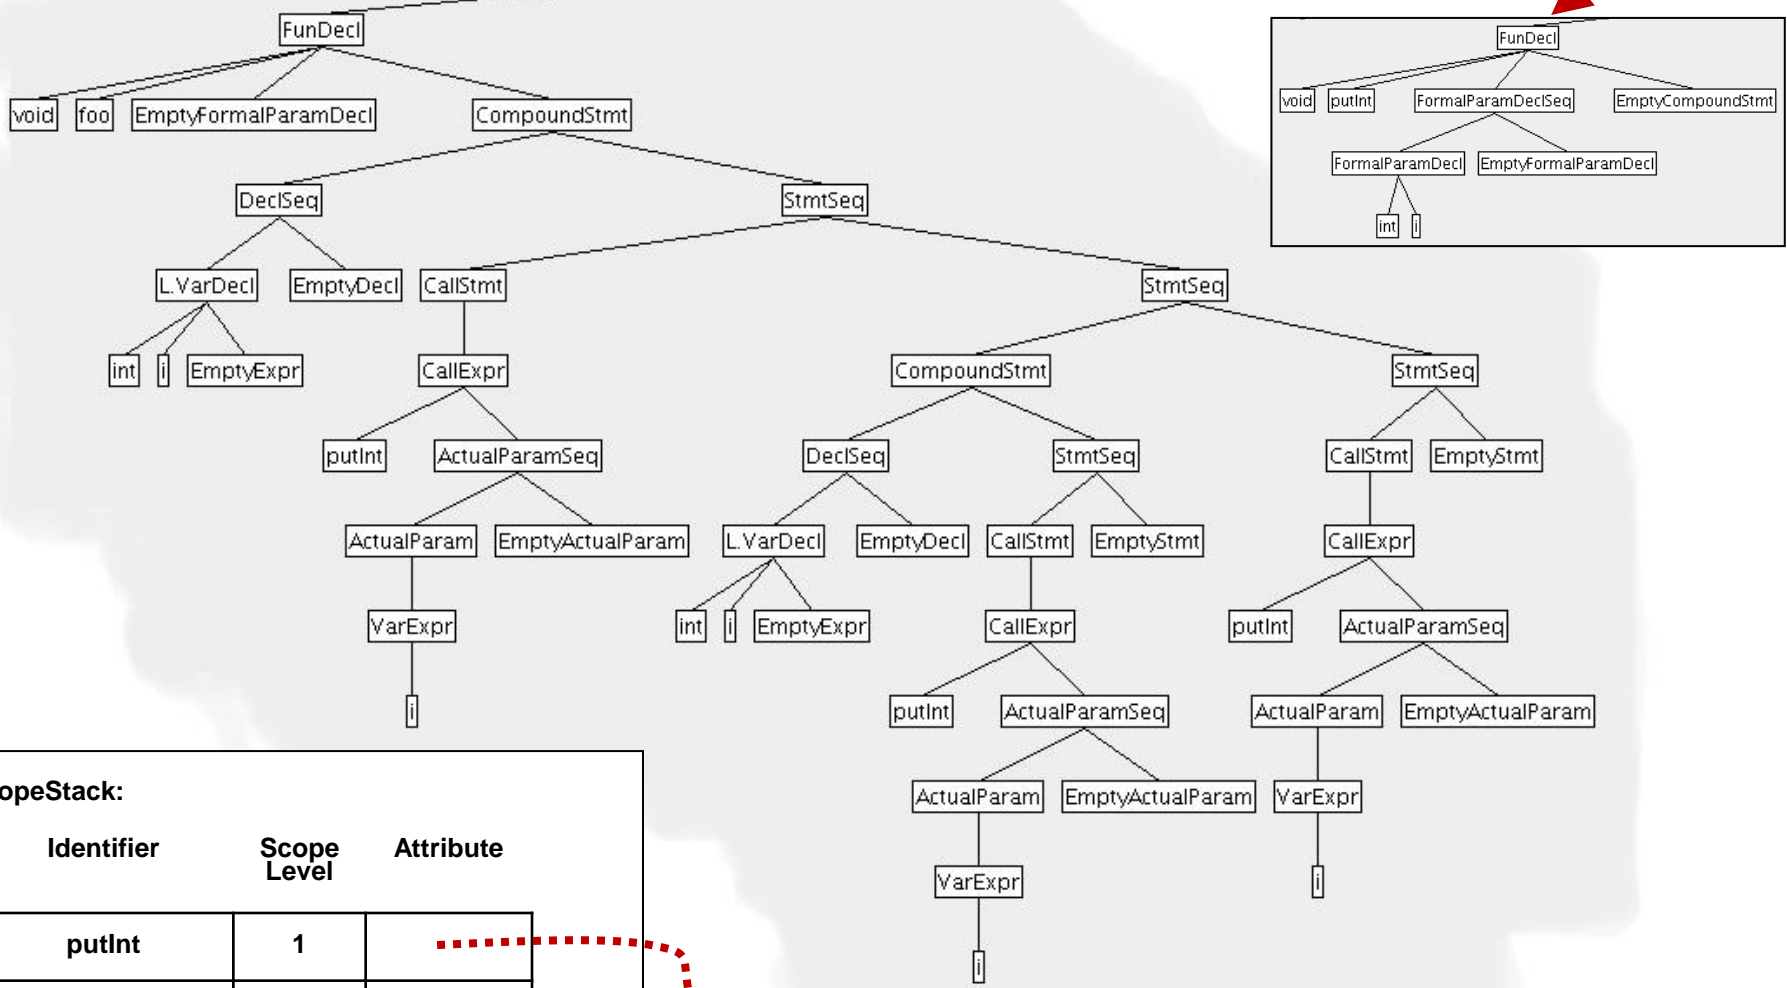 FunDecl
FunDecl
void putInt FormalParamDeclSeq EmptyCompoundStmt
void foo EmptyFormalParamDecl CompoundStmt
FormalParamDecl EmptyFormalParamDecl
DeclSeq StmtSeq
int i
L.VarDecl EmptyDecl CallStmt StmtSeq
int i EmptyExpr CallExpr CompoundStmt StmtSeq
putInt ActualParamSeq DeclSeq StmtSeq CallStmt EmptyStmt
ActualParam EmptyActualParam L.VarDecl EmptyDecl CallStmt EmptyStmt CallExpr
VarExpr int i EmptyExpr CallExpr putInt ActualParamSeq
i putInt ActualParamSeq ActualParam EmptyActualParam
opeStack:
ActualParam EmptyActualParam VarExpr
Identifier Scope Level Attribute
VarExpr i
putInt 1
i